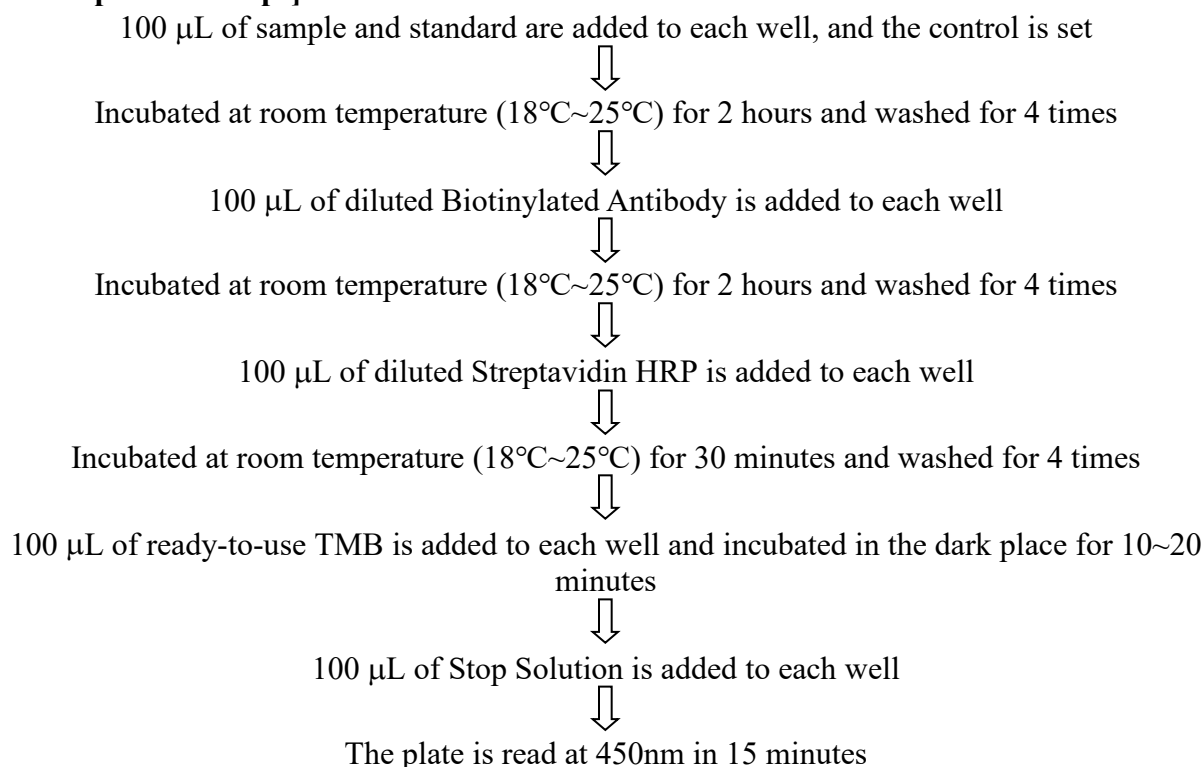 100 μL of sample and standard are added to each well, and the control is set
Incubated at room temperature (18℃~25℃) for 2 hours and washed for 4 times
100 μL of diluted Biotinylated Antibody is added to each well
Incubated at room temperature (18℃~25℃) for 2 hours and washed for 4 times
100 μL of diluted Streptavidin HRP is added to each well
Incubated at room temperature (18℃~25℃) for 30 minutes and washed for 4 times
100 μL of ready-to-use TMB is added to each well and incubated in the dark place for 10~20
minutes
100 μL of Stop Solution is added to each well
The plate is read at 450nm in 15 minutes